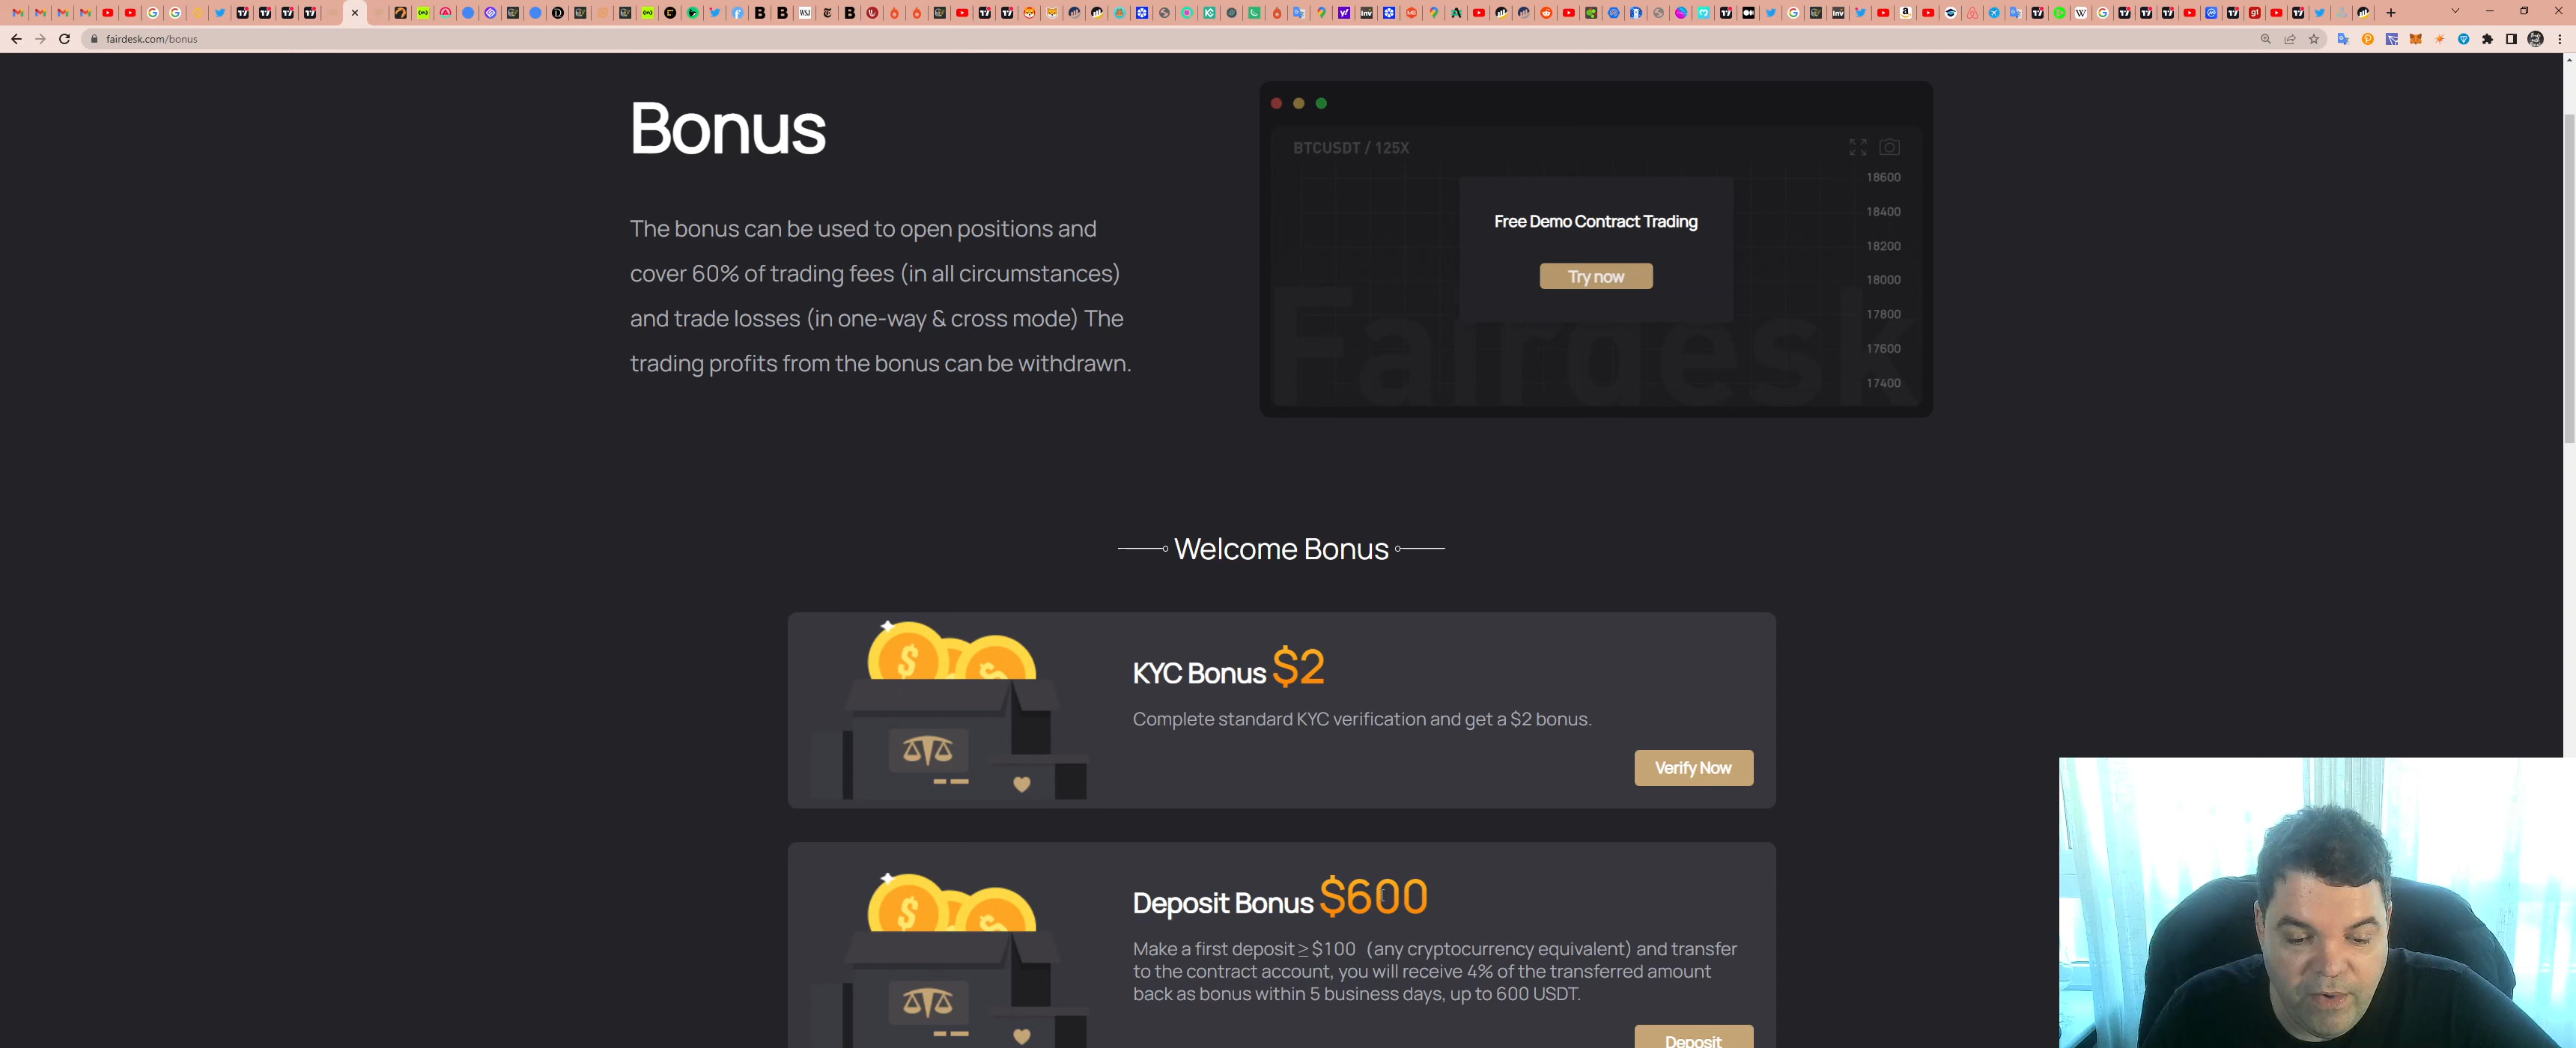 fairdesk.com/bonus
Bonus
The bonus can be used to open positions and
cover 60% of trading fees (in all circumstances)
and trade losses (in one-way & cross mode) The
trading profits from the bonus can be withdrawn.
BTCUSDT / 125X
18600
Free Demo Contract Trading
18400
18200
Try now
18000
17800
Fairdesk
17600
17400
Welcome Bonus
KYC Bonus $2
Complete standard KYC verification and get a $2 bonus.
Verify Now
Deposit Bonus $600
Make a first deposit ≥ $100 (any cryptocurrency equivalent) and transfer
to the contract account, you will receive 4% of the transferred amount
back as bonus within 5 business days, up to 600 USDT.
Deposit